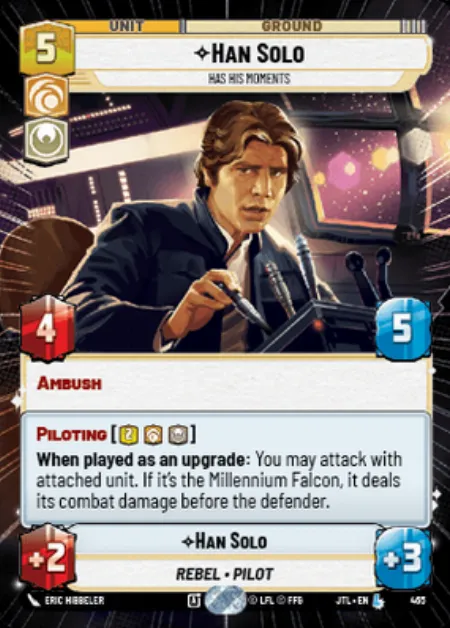 UNIT GROUND
5
Han Solo
HAS HIS MOMENTS
4
5
AMBUSH
PILOTING [2 ]
When played as an upgrade: You may attack with
attached unit. If it's the Millennium Falcon, it deals
its combat damage before the defender.
+2
Han Solo
+3
REBEL • PILOT
ERIC HIBBELER
LFL © FFG
JTL • EN
465